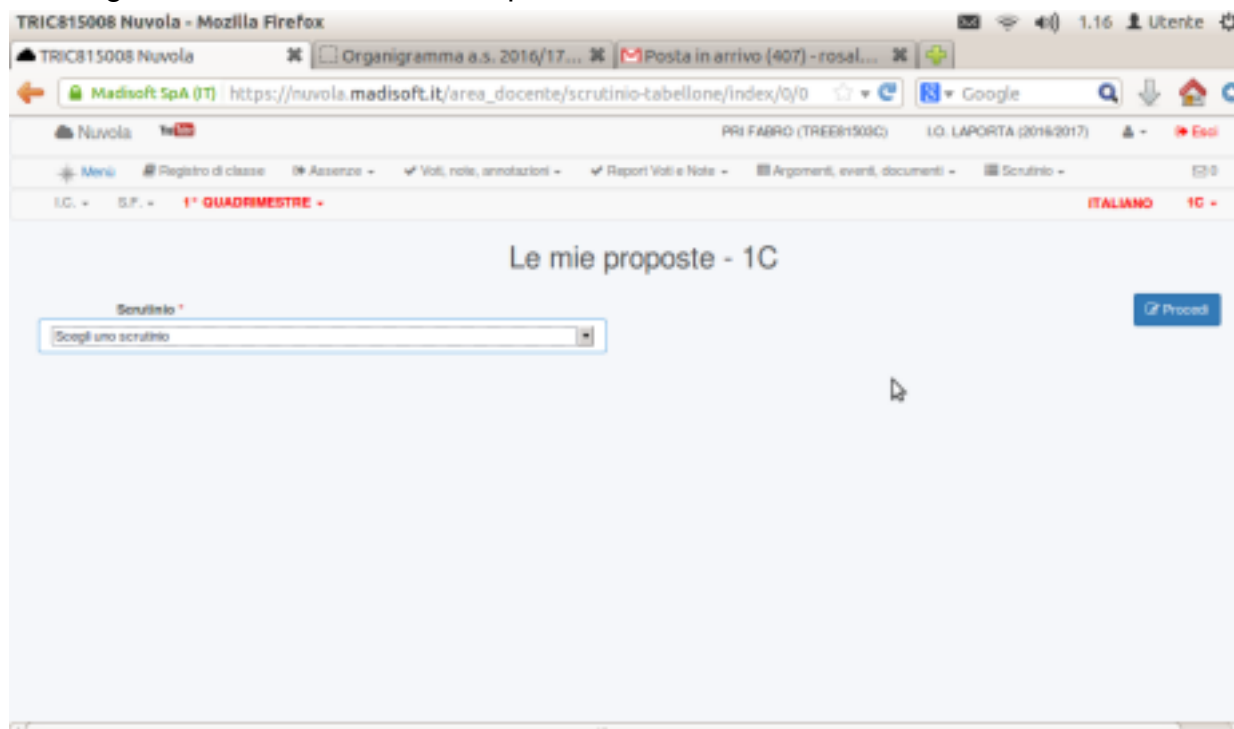 TRIC815008 Nuvola - Mozilla Firefox 1.16 Utente
TRIC815008 Nuvola Organigramma a.s. 2016/17... Posta in arrivo (407) - rosal...
Madisoft SpA (IT) https://nuvola.madisoft.it/area_docente/scrutinio-tabellone/index/0/0 Google
Nuvola PRI FABRO (TREE81503C) I.O. LAPORTA (2016/2017) Esci
Menù Registro di classe Assenze Voti, note, annotazioni Report Voti e Note Argomenti, eventi, documenti Scrutinio 0
I.C. S.F. 1° QUADRIMESTRE ITALIANO 1C
Le mie proposte - 1C
Scrutinio *
Procedi
Scegli uno scrutinio